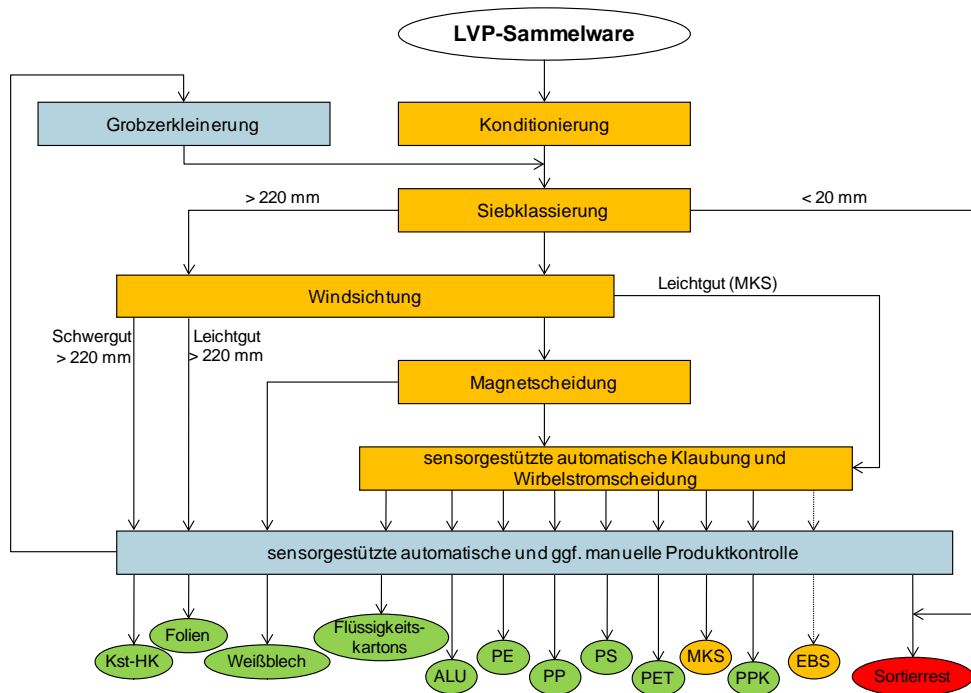 LVP-Sammelware
Grobzerkleinerung
Konditionierung
> 220 mm
Siebklassierung
< 20 mm
Windsichtung
Leichtgut (MKS)
Schwergut
> 220 mm
Leichtgut
> 220 mm
Magnetscheidung
sensorgestützte automatische Klaubung und
Wirbelstromscheidung
sensorgestützte automatische und ggf. manuelle Produktkontrolle
Kst-HK
Folien
Weißblech
Flüssigkeits-
kartons
ALU
PE
PP
PS
PET
MKS
PPK
EBS
Sortierrest